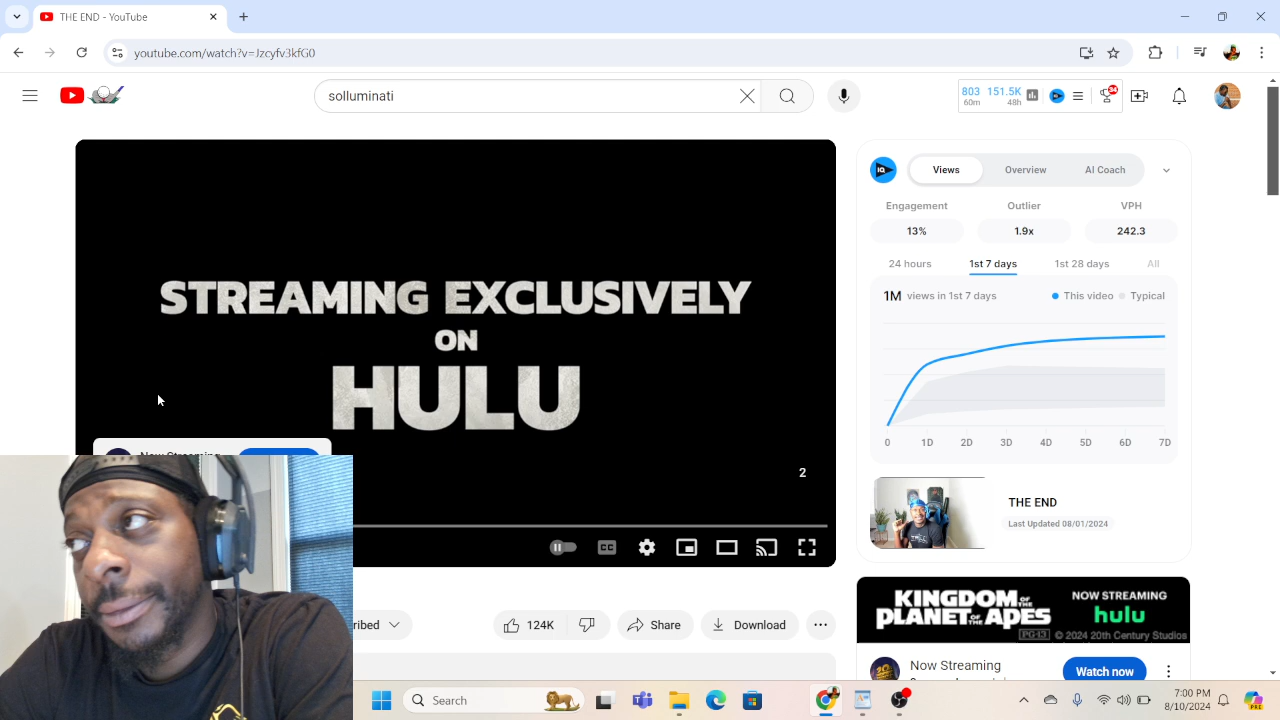 THE END - YouTube
youtube.com/watch?v=Jzcyfv3kfG0
solluminati
803 151.5K
60m 48h
34
IQ
Views Overview AI Coach
Engagement Outlier VPH
13% 1.9x 242.3
24 hours 1st 7 days 1st 28 days All
1M views in 1st 7 days This video Typical
0 1D 2D 3D 4D 5D 6D 7D
THE END
Last Updated 08/01/2024
STREAMING EXCLUSIVELY
ON
HULU
2
CC
124K Share Download
KINGDOM OF THE
PLANET OF THE APES
NOW STREAMING
hulu
PG-13 © 2024 20th Century Studios
Now Streaming
Watch now
Search
7:00 PM
8/10/2024